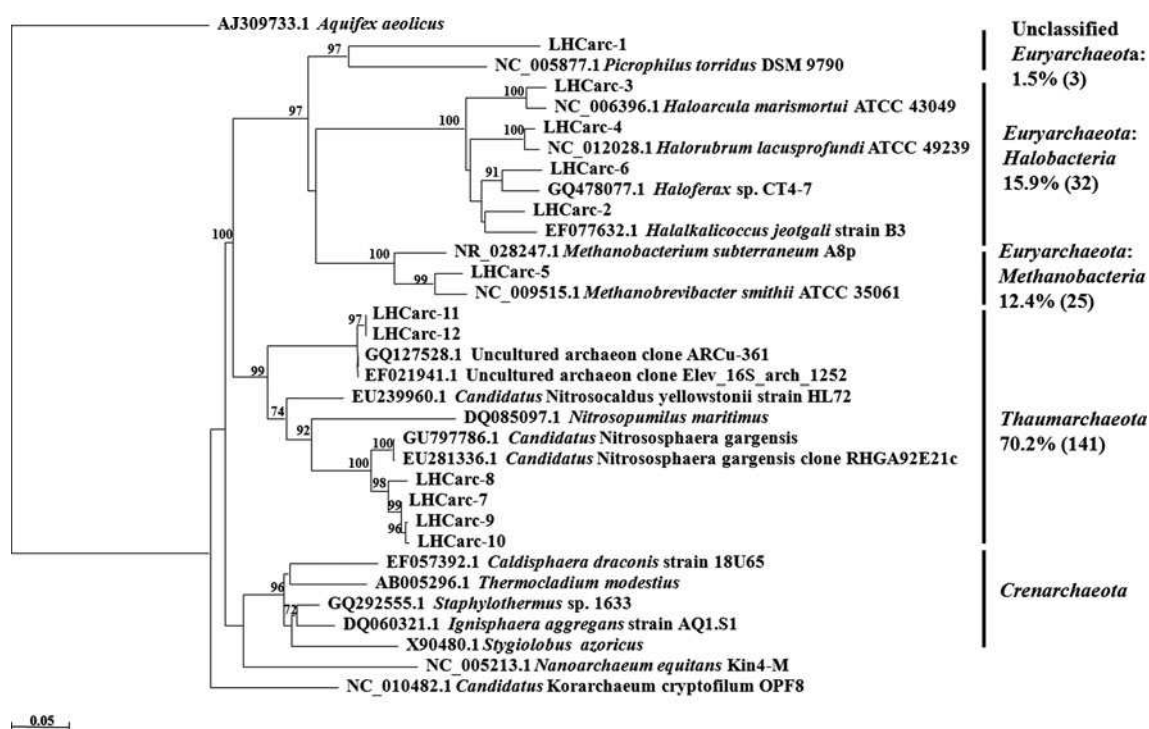 AJ309733.1 Aquifex aeolicus
97
LHCarc-1
NC_005877.1 Picrophilus torridus DSM 9790
Unclassified
Euryarchaeota:
1.5% (3)
97
100
100
LHCarc-3
NC_006396.1 Haloarcula marismortui ATCC 43049
100
LHCarc-4
NC_012028.1 Halorubrum lacusprofundi ATCC 49239
91
LHCarc-6
GQ478077.1 Haloferax sp. CT4-7
LHCarc-2
EF077632.1 Halalkalicoccus jeotgali strain B3
Euryarchaeota:
Halobacteria
15.9% (32)
100
100
NR_028247.1 Methanobacterium subterraneum A8p
99
LHCarc-5
NC_009515.1 Methanobrevibacter smithii ATCC 35061
Euryarchaeota:
Methanobacteria
12.4% (25)
97
LHCarc-11
LHCarc-12
GQ127528.1 Uncultured archaeon clone ARCu-361
EF021941.1 Uncultured archaeon clone Elev_16S_arch_1252
99
EU239960.1 Candidatus Nitrosocaldus yellowstonii strain HL72
74
DQ085097.1 Nitrosopumilus maritimus
92
GU797786.1 Candidatus Nitrososphaera gargensis
100
EU281336.1 Candidatus Nitrososphaera gargensis clone RHGA92E21c
100
LHCarc-8
98
LHCarc-7
99
LHCarc-9
96
LHCarc-10
Thaumarchaeota
70.2% (141)
EF057392.1 Caldisphaera draconis strain 18U65
96
AB005296.1 Thermocladium modestius
GQ292555.1 Staphylothermus sp. 1633
72
DQ060321.1 Ignisphaera aggregans strain AQ1.S1
X90480.1 Stygiolobus azoricus
Crenarchaeota
NC_005213.1 Nanoarchaeum equitans Kin4-M
NC_010482.1 Candidatus Korarchaeum cryptofilum OPF8
0.05